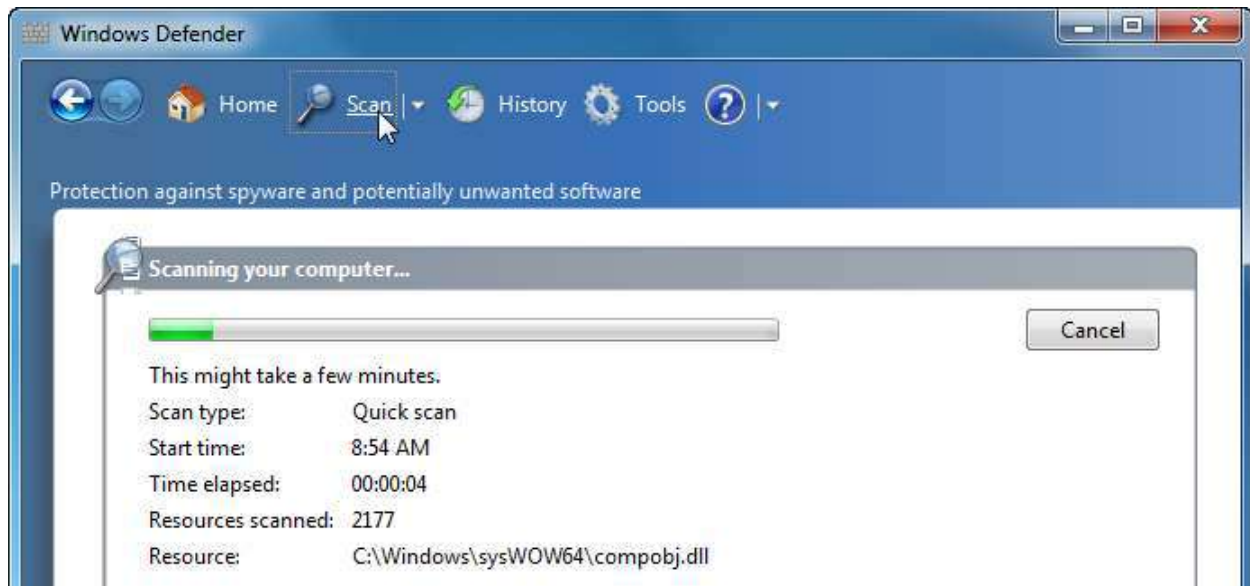 Windows Defender
Home Scan History Tools
Protection against spyware and potentially unwanted software
Scanning your computer...
Cancel
This might take a few minutes.
Scan type: Quick scan
Start time: 8:54 AM
Time elapsed: 00:00:04
Resources scanned: 2177
Resource: C:\Windows\sysWOW64\compobj.dll